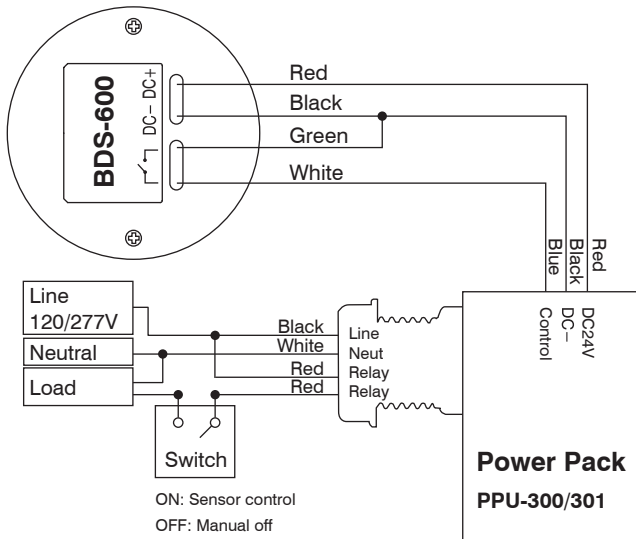 BDS-600
DC− DC+
Red
Black
Green
White
Blue
Black
Red
Control
DC−
DC24V
Line
120/277V
Neutral
Load
Black
White
Red
Red
Line
Neut
Relay
Relay
Switch
ON: Sensor control
OFF: Manual off
Power Pack
PPU-300/301